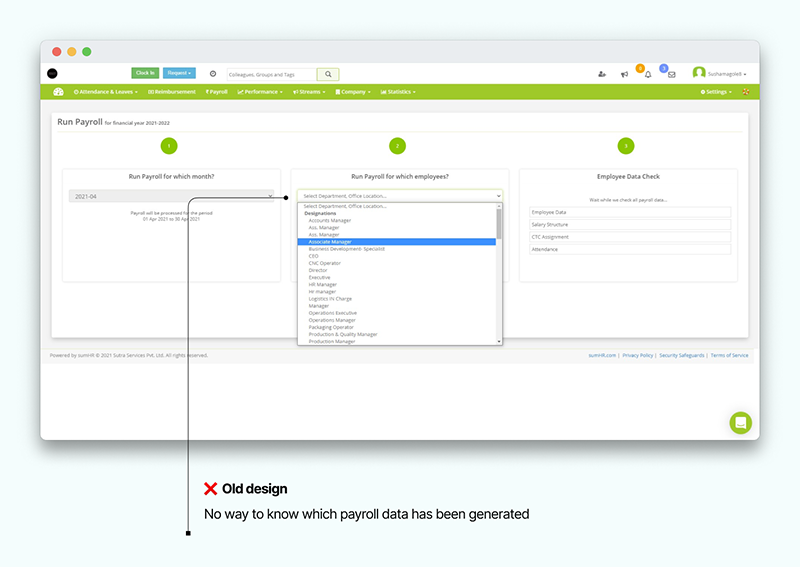 Clock In
Request
Colleagues, Groups and Tags
Sushamagole8
Attendance & Leaves
Reimbursement
₹ Payroll
Performance
Streams
Company
Statistics
Settings
Run Payroll for financial year 2021-2022
1
2
3
Run Payroll for which month?
2021-04
Payroll will be processed for the period
01 Apr 2021 to 30 Apr 2021
Run Payroll for which employees?
Select Department, Office Location...
Select Department, Office Location...
Designations
Accounts Manager
Ass. Manager
Ass. Manager
Associate Manager
Business Development- Specialist
CEO
CNC Operator
Director
Executive
HR Manager
Hr manager
Logistics IN Charge
Manager
Operations Executive
Operations Manager
Packaging Operator
Production & Quality Manager
Production Manager
Employee Data Check
Wait while we check all payroll data...
Employee Data
Salary Structure
CTC Assignment
Attendance
Powered by sumHR © 2021 Sutra Services Pvt. Ltd. All rights reserved.
sumHR.com | Privacy Policy | Security Safeguards | Terms of Service
❌ Old design
No way to know which payroll data has been generated